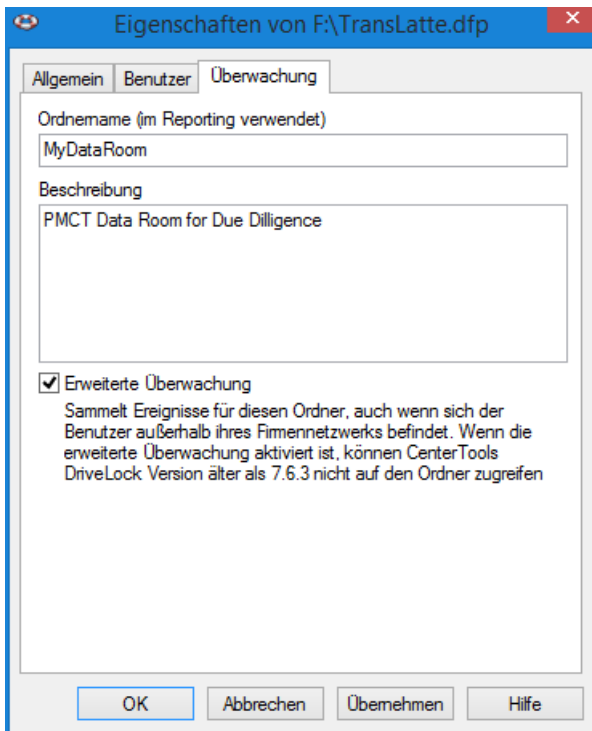 Eigenschaften von F:\TransLatte.dfp
Allgemein Benutzer Überwachung
Ordnername (im Reporting verwendet)
MyDataRoom
Beschreibung
PMCT Data Room for Due Dilligence
Erweiterte Überwachung
Sammelt Ereignisse für diesen Ordner, auch wenn sich der
Benutzer außerhalb ihres Firmennetzwerks befindet. Wenn die
erweiterte Überwachung aktiviert ist, können CenterTools
DriveLock Version älter als 7.6.3 nicht auf den Ordner zugreifen
OK Abbrechen Übernehmen Hilfe